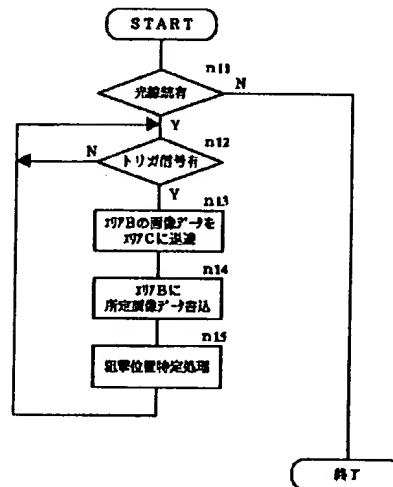 START
n11
光線銃有
N
Y
n12
トリガ信号有
N
Y
n13
エリアBの画像データを
エリアCに退避
n14
エリアBに
所定画像データ書込
n15
狙撃位置特定処理
終了